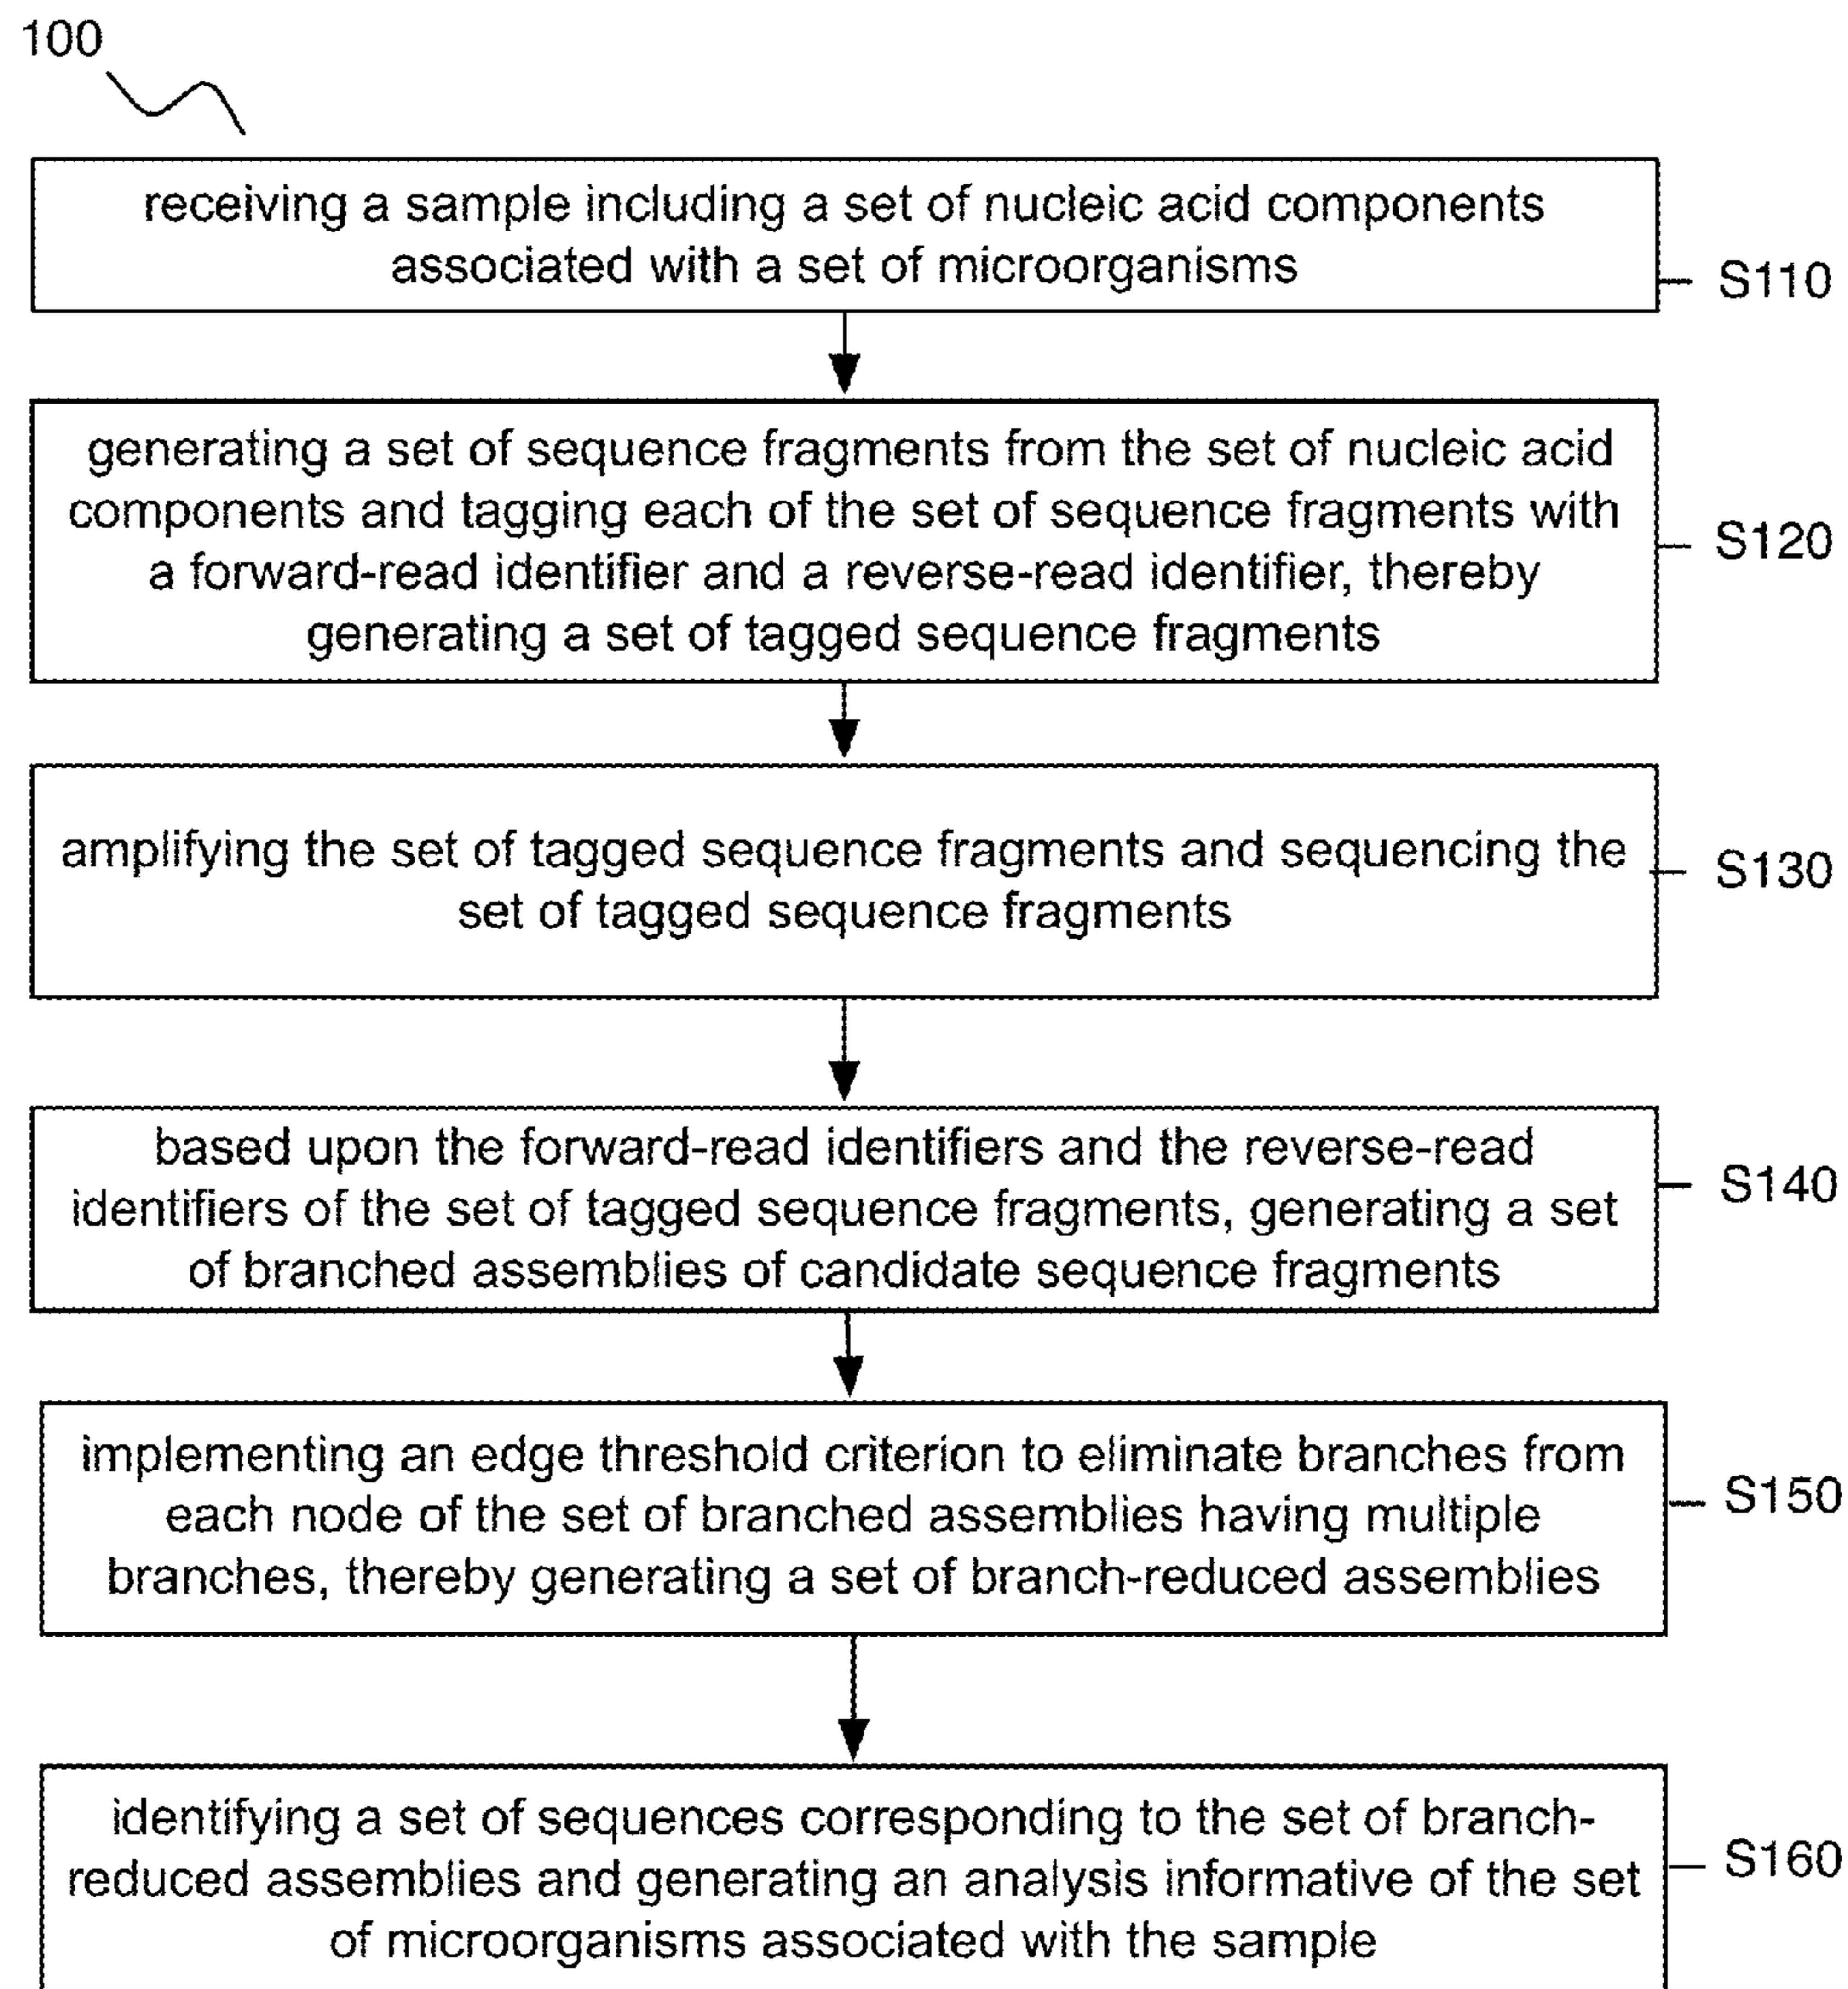 100
receiving a sample including a set of nucleic acid components
associated with a set of microorganisms
S110
generating a set of sequence fragments from the set of nucleic acid
components and tagging each of the set of sequence fragments with
a forward-read identifier and a reverse-read identifier, thereby
generating a set of tagged sequence fragments
S120
amplifying the set of tagged sequence fragments and sequencing the
set of tagged sequence fragments
S130
based upon the forward-read identifiers and the reverse-read
identifiers of the set of tagged sequence fragments, generating a set
of branched assemblies of candidate sequence fragments
S140
implementing an edge threshold criterion to eliminate branches from
each node of the set of branched assemblies having multiple
branches, thereby generating a set of branch-reduced assemblies
S150
identifying a set of sequences corresponding to the set of branch-
reduced assemblies and generating an analysis informative of the set
of microorganisms associated with the sample
S160